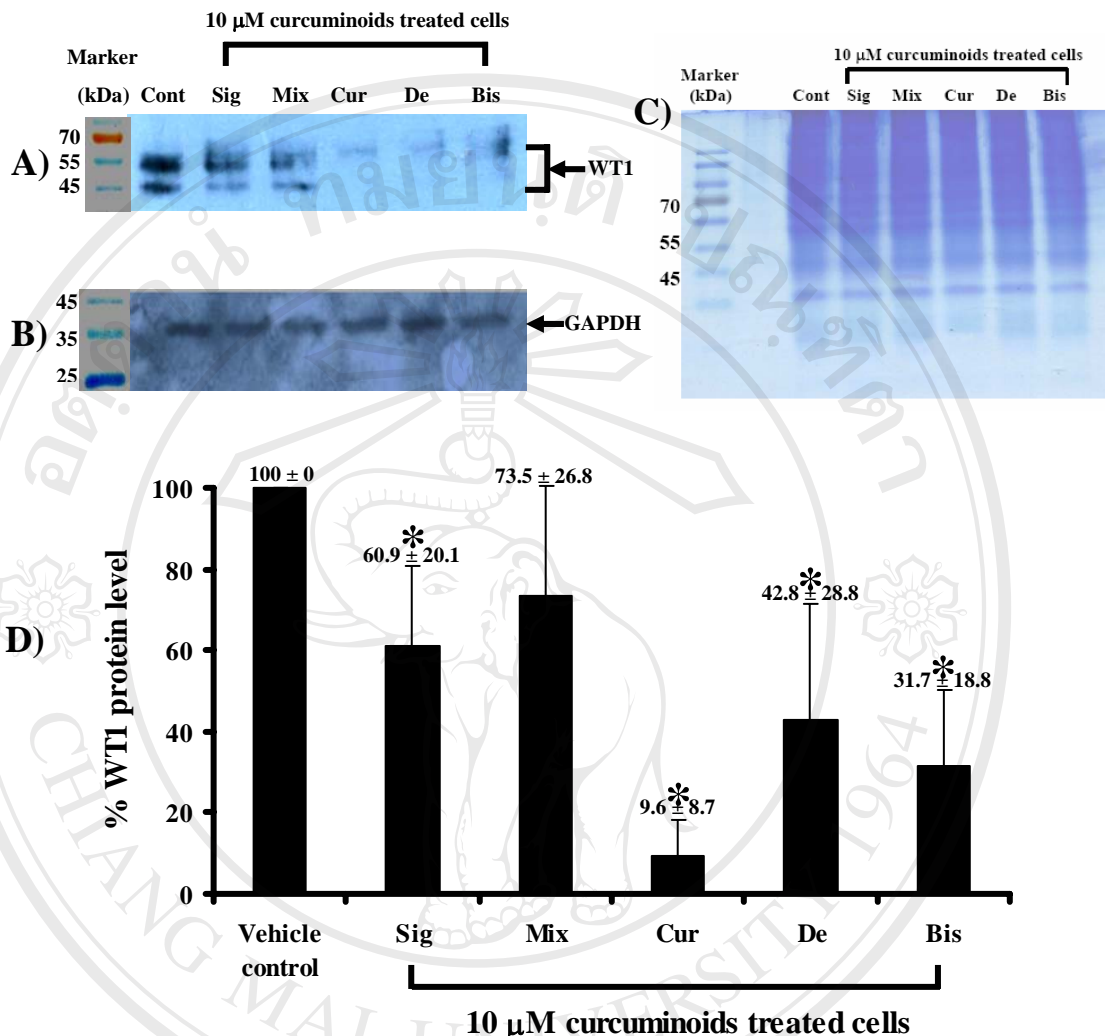 10 μM curcuminoids treated cells
Marker
(kDa) Cont Sig Mix Cur De Bis
A)
70
55
45
WT1
B)
45
35
25
GAPDH
C)
10 μM curcuminoids treated cells
Marker
(kDa) Cont Sig Mix Cur De Bis
70
55
45
D)
% WT1 protein level
100
80
60
40
20
0
100 ± 0
*
60.9 ± 20.1
73.5 ± 26.8
*
9.6 ± 8.7
*
42.8 ± 28.8
*
31.7 ± 18.8
Vehicle control Sig Mix Cur De Bis
10 μM curcuminoids treated cells
CHIANG MAI UNIVERSITY 1964